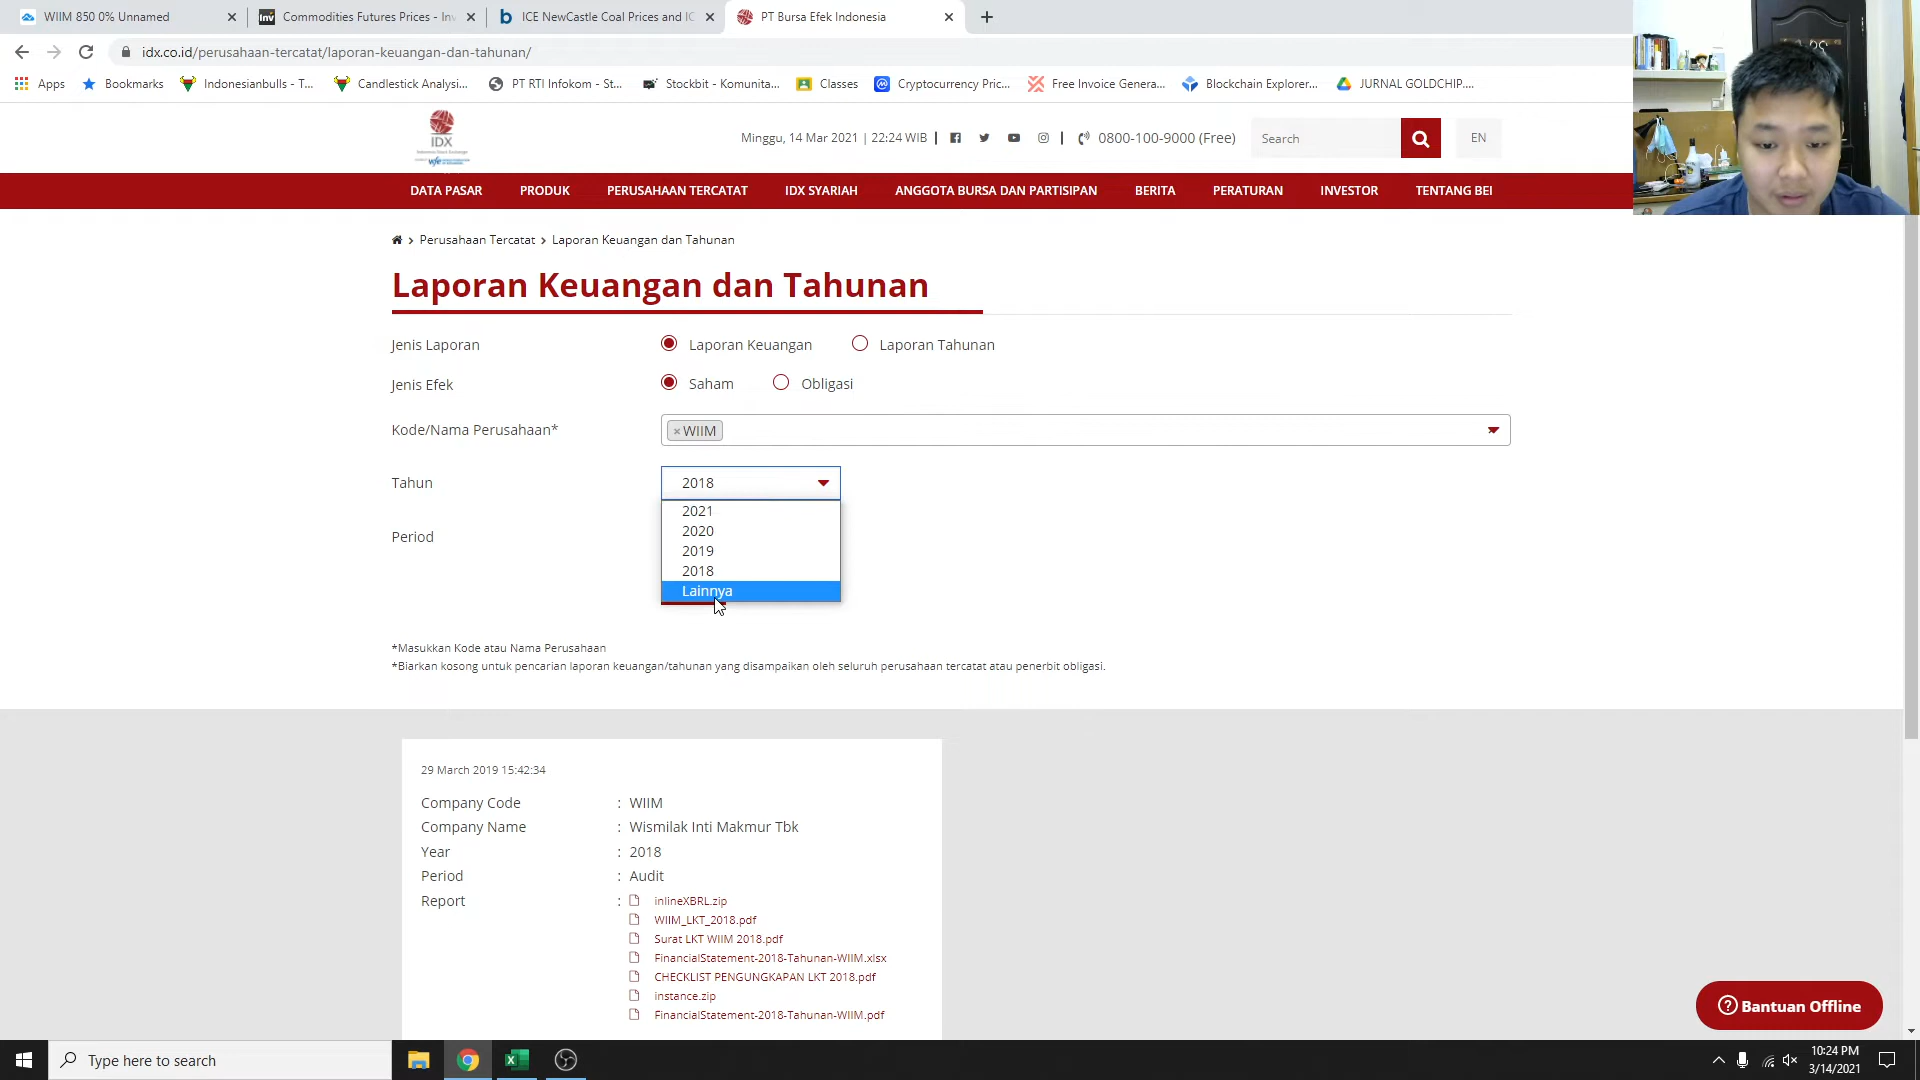 WIIM 850 0% Unnamed
Commodities Futures Prices - Inv
ICE NewCastle Coal Prices and IC
PT Bursa Efek Indonesia
idx.co.id/perusahaan-tercatat/laporan-keuangan-dan-tahunan/
Apps
Bookmarks
Indonesianbulls - T...
Candlestick Analysi...
PT RTI Infokom - St...
Stockbit - Komunita...
Classes
Cryptocurrency Pric...
Free Invoice Genera...
Blockchain Explorer...
JURNAL GOLDCHIP....
IDX
Minggu, 14 Mar 2021 | 22:24 WIB
0800-100-9000 (Free)
Search
EN
DATA PASAR
PRODUK
PERUSAHAAN TERCATAT
IDX SYARIAH
ANGGOTA BURSA DAN PARTISIPAN
BERITA
PERATURAN
INVESTOR
TENTANG BEI
Perusahaan Tercatat > Laporan Keuangan dan Tahunan
Laporan Keuangan dan Tahunan
Jenis Laporan
Laporan Keuangan
Laporan Tahunan
Jenis Efek
Saham
Obligasi
Kode/Nama Perusahaan*
× WIIM
Tahun
2018
2021
2020
2019
2018
Lainnya
Period
*Masukkan Kode atau Nama Perusahaan
*Biarkan kosong untuk pencarian laporan keuangan/tahunan yang disampaikan oleh seluruh perusahaan tercatat atau penerbit obligasi.
29 March 2019 15:42:34
Company Code : WIIM
Company Name : Wismilak Inti Makmur Tbk
Year : 2018
Period : Audit
Report : inlineXBRL.zip
WIIM_LKT_2018.pdf
Surat LKT WIIM 2018.pdf
FinancialStatement-2018-Tahunan-WIIM.xlsx
CHECKLIST PENGUNGKAPAN LKT 2018.pdf
instance.zip
FinancialStatement-2018-Tahunan-WIIM.pdf
Bantuan Offline
Type here to search
10:24 PM
3/14/2021